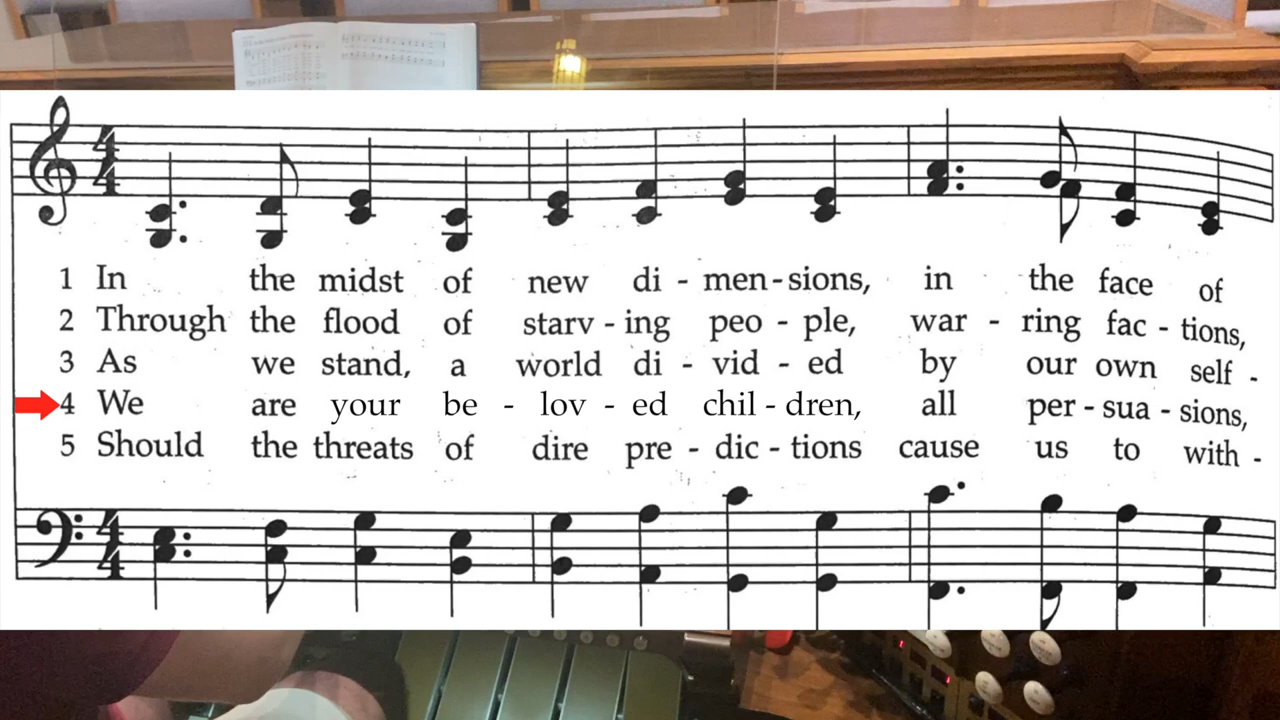 1 In the midst of new di - men - sions, in the face of
2 Through the flood of starv - ing peo - ple, war - ring fac - tions,
3 As we stand, a world di - vid - ed by our own self -
4 We are your be - lov - ed chil - dren, all per - sua - sions,
5 Should the threats of dire pre - dic - tions cause us to with -